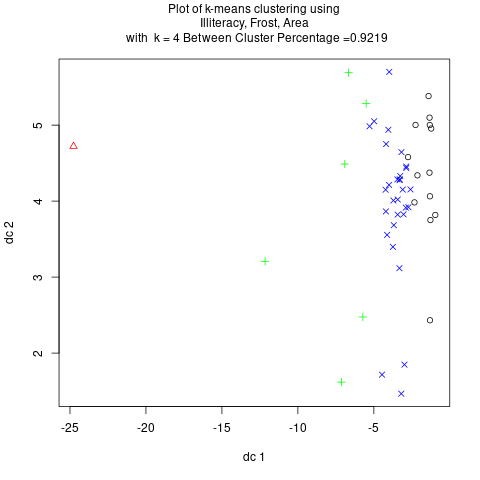 Plot of k-means clustering using
Illiteracy, Frost, Area
with k = 4 Between Cluster Percentage =0.9219
5
4
3
2
dc 2
-25 -20 -15 -10 -5
dc 1